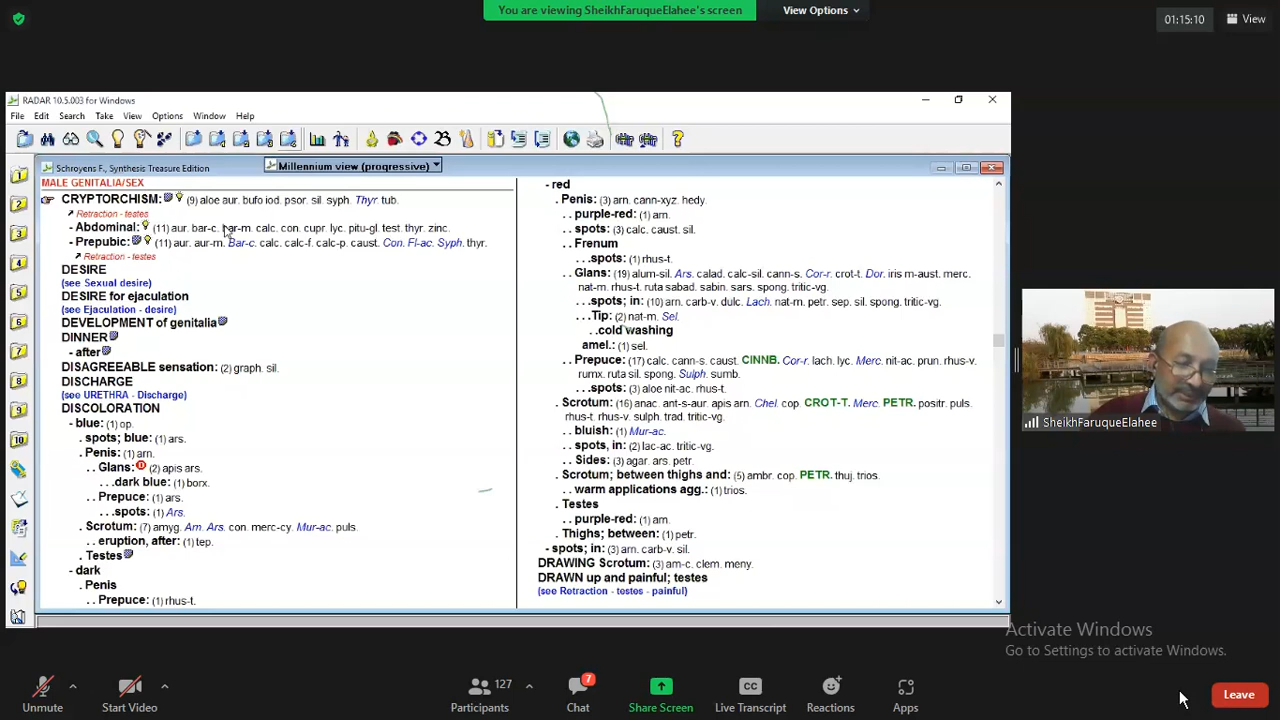 You are viewing SheikhFaruqueElahee's screen
View Options
01:15:10
View
RADAR 10.5.003 for Windows
File Edit Search Take View Options Window Help
Schroyens F., Synthesis Treasure Edition
Millennium view (progressive)
MALE GENITALIA/SEX
CRYPTORCHISM: (9) aloe aur. bufo iod. psor. sil. syph. Thyr. tub.
Retraction - testes
- Abdominal: (11) aur. bar-c. bar-m. calc. con. cupr. lyc. pitu-gl. test. thyr. zinc.
- Prepubic: (11) aur. aur-m. Bar-c. calc. calc-f. calc-p. caust. Con. Fl-ac. Syph. thyr.
Retraction - testes
DESIRE
(see Sexual desire)
DESIRE for ejaculation
(see Ejaculation - desire)
DEVELOPMENT of genitalia
DINNER
- after
DISAGREEABLE sensation: (2) graph. sil.
DISCHARGE
(see URETHRA - Discharge)
DISCOLORATION
- blue: (1) op.
. spots; blue: (1) ars.
. Penis: (1) arn.
. . Glans: (2) apis ars.
. . . dark blue: (1) borx.
. . Prepuce: (1) ars.
. . . spots: (1) Ars.
. Scrotum: (7) amyg. Arn. Ars. con. merc-cy. Mur-ac. puls.
. . eruption, after: (1) tep.
. Testes
- dark
. Penis
. . Prepuce: (1) rhus-t.
- red
. Penis: (3) arn. cann-xyz. hedy.
. . purple-red: (1) arn.
. . spots: (3) calc. caust. sil.
. . Frenum
. . . spots: (1) rhus-t.
. . Glans: (19) alum-sil. Ars. calad. calc-sil. cann-s. Cor-r. crot-t. Dor. iris m-aust. merc.
nat-m. rhus-t. ruta sabad. sabin. sars. spong. tritic-vg.
. . . spots; in: (10) arn. carb-v. dulc. Lach. nat-m. petr. sep. sil. spong. tritic-vg.
. . . Tip: (2) nat-m. Sel.
. . cold washing
amel.: (1) sel.
. . Prepuce: (17) calc. cann-s. caust. CINNB. Cor-r. lach. lyc. Merc. nit-ac. prun. rhus-v.
rumx. ruta sil. spong. Sulph. sumb.
. . . spots: (3) aloe nit-ac. rhus-t.
. Scrotum: (16) anac. ant-s-aur. apis arn. Chel. cop. CROT-T. Merc. PETR. positr. puls.
rhus-t. rhus-v. sulph. trad. tritic-vg.
. . bluish: (1) Mur-ac.
. . spots, in: (2) lac-ac. tritic-vg.
. . Sides: (3) agar. ars. petr.
. Scrotum; between thighs and: (5) ambr. cop. PETR. thuj. trios.
. . warm applications agg.: (1) trios.
. Testes
. . purple-red: (1) arn.
. Thighs; between: (1) petr.
- spots; in: (3) arn. carb-v. sil.
DRAWING Scrotum: (3) am-c. clem. meny.
DRAWN up and painful; testes
(see Retraction - testes - painful)
1
2
3
4
5
6
7
8
9
10
SheikhFaruqueElahee
Activate Windows
Go to Settings to activate Windows.
Unmute
Start Video
127
Participants
7
Chat
Share Screen
CC
Live Transcript
Reactions
Apps
Leave